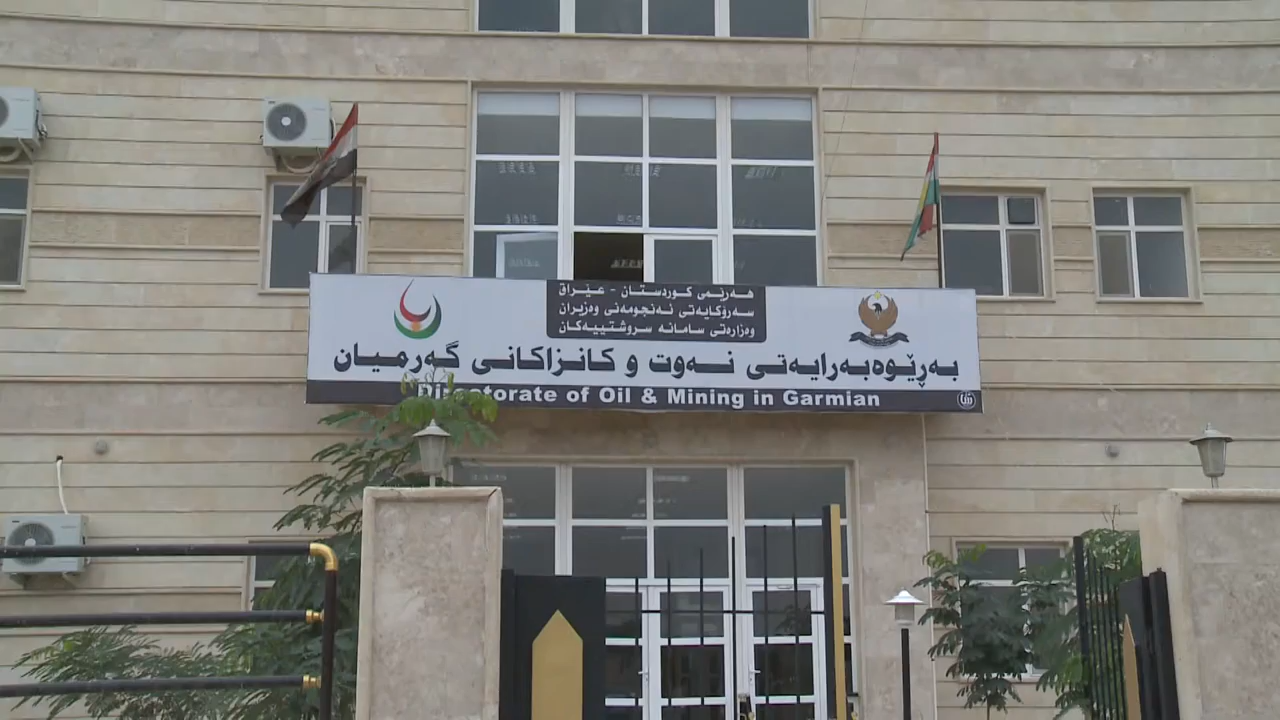 هەرێمی کوردستان - عێراق
سەرۆکایەتی ئەنجومەنی وەزیران
وەزارەتی سامانە سروشتییەکان
بەڕێوەبەرایەتی نەوت و کانزاکانی گەرمیان
Directorate of Oil & Mining in Garmian